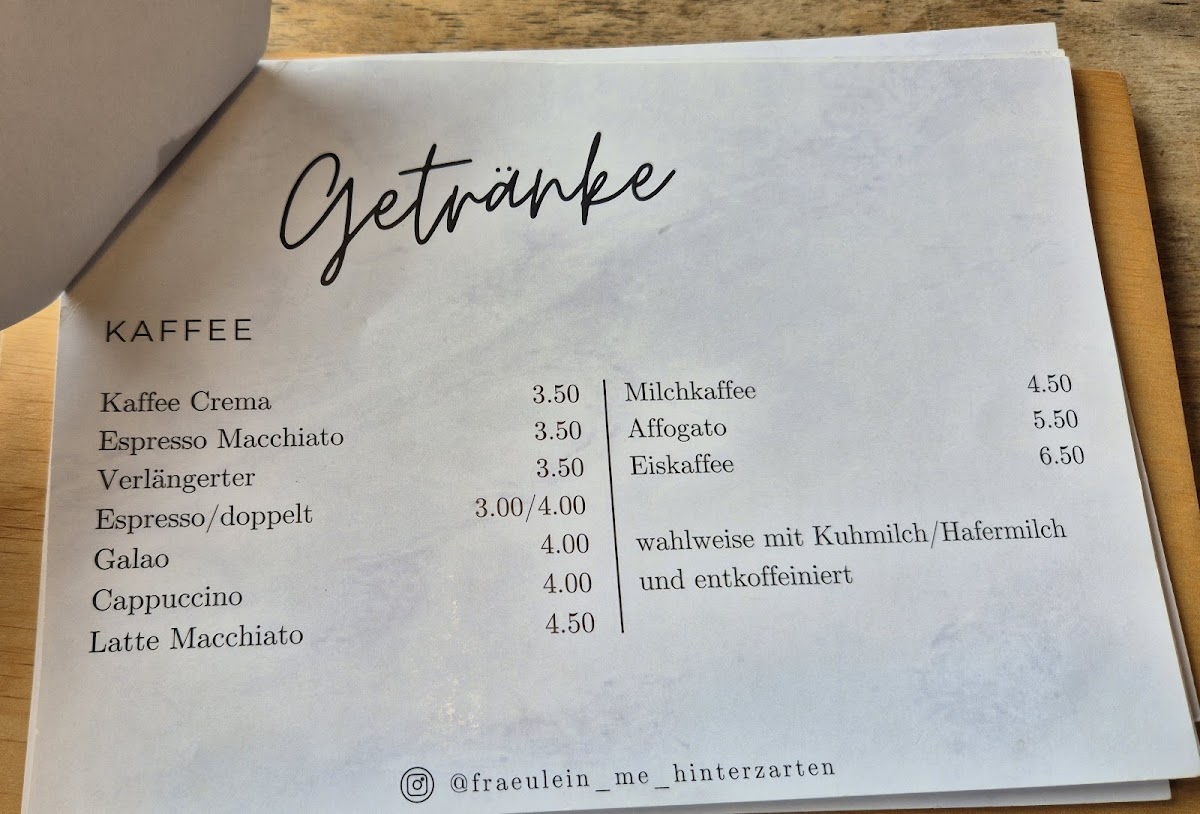 Getränke
KAFFEE
Kaffee Crema 3.50
Espresso Macchiato 3.50
Verlängerter 3.50
Espresso/doppelt 3.00/4.00
Galao 4.00
Cappuccino 4.00
Latte Macchiato 4.50
Milchkaffee 4.50
Affogato 5.50
Eiskaffee 6.50
wahlweise mit Kuhmilch/Hafermilch
und entkoffeiniert
@fraeulein_me_hinterzarten